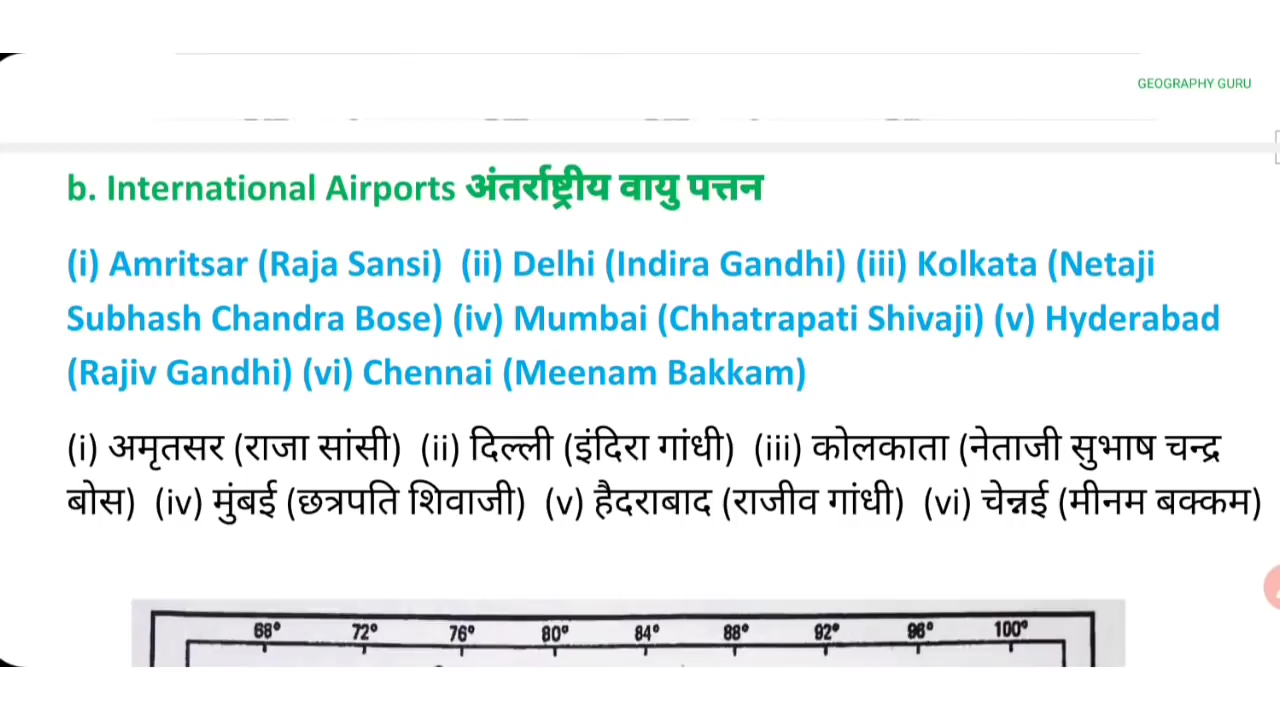 GEOGRAPHY GURU
b. International Airports अंतर्राष्ट्रीय वायु पत्तन
(i) Amritsar (Raja Sansi) (ii) Delhi (Indira Gandhi) (iii) Kolkata (Netaji
Subhash Chandra Bose) (iv) Mumbai (Chhatrapati Shivaji) (v) Hyderabad
(Rajiv Gandhi) (vi) Chennai (Meenam Bakkam)
(i) अमृतसर (राजा सांसी) (ii) दिल्ली (इंदिरा गांधी) (iii) कोलकाता (नेताजी सुभाष चन्द्र
बोस) (iv) मुंबई (छत्रपति शिवाजी) (v) हैदराबाद (राजीव गांधी) (vi) चेन्नई (मीनम बक्कम)
68° 72° 76° 80° 84° 88° 92° 96° 100°